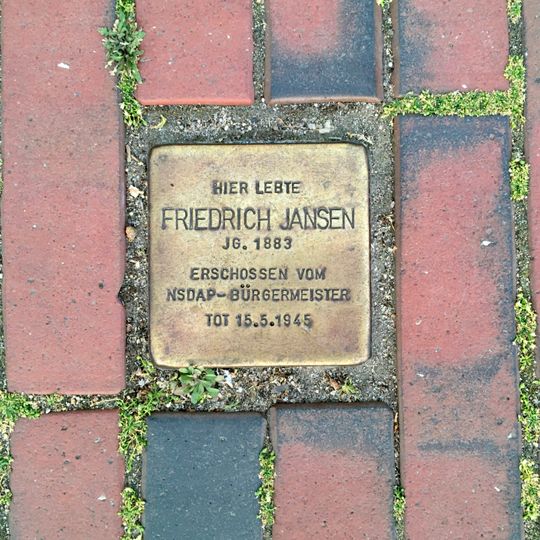 HIER LEBTE
FRIEDRICH JANSEN
JG. 1883
ERSCHOSSEN VOM
NSDAP-BÜRGERMEISTER
TOT 15.5.1945